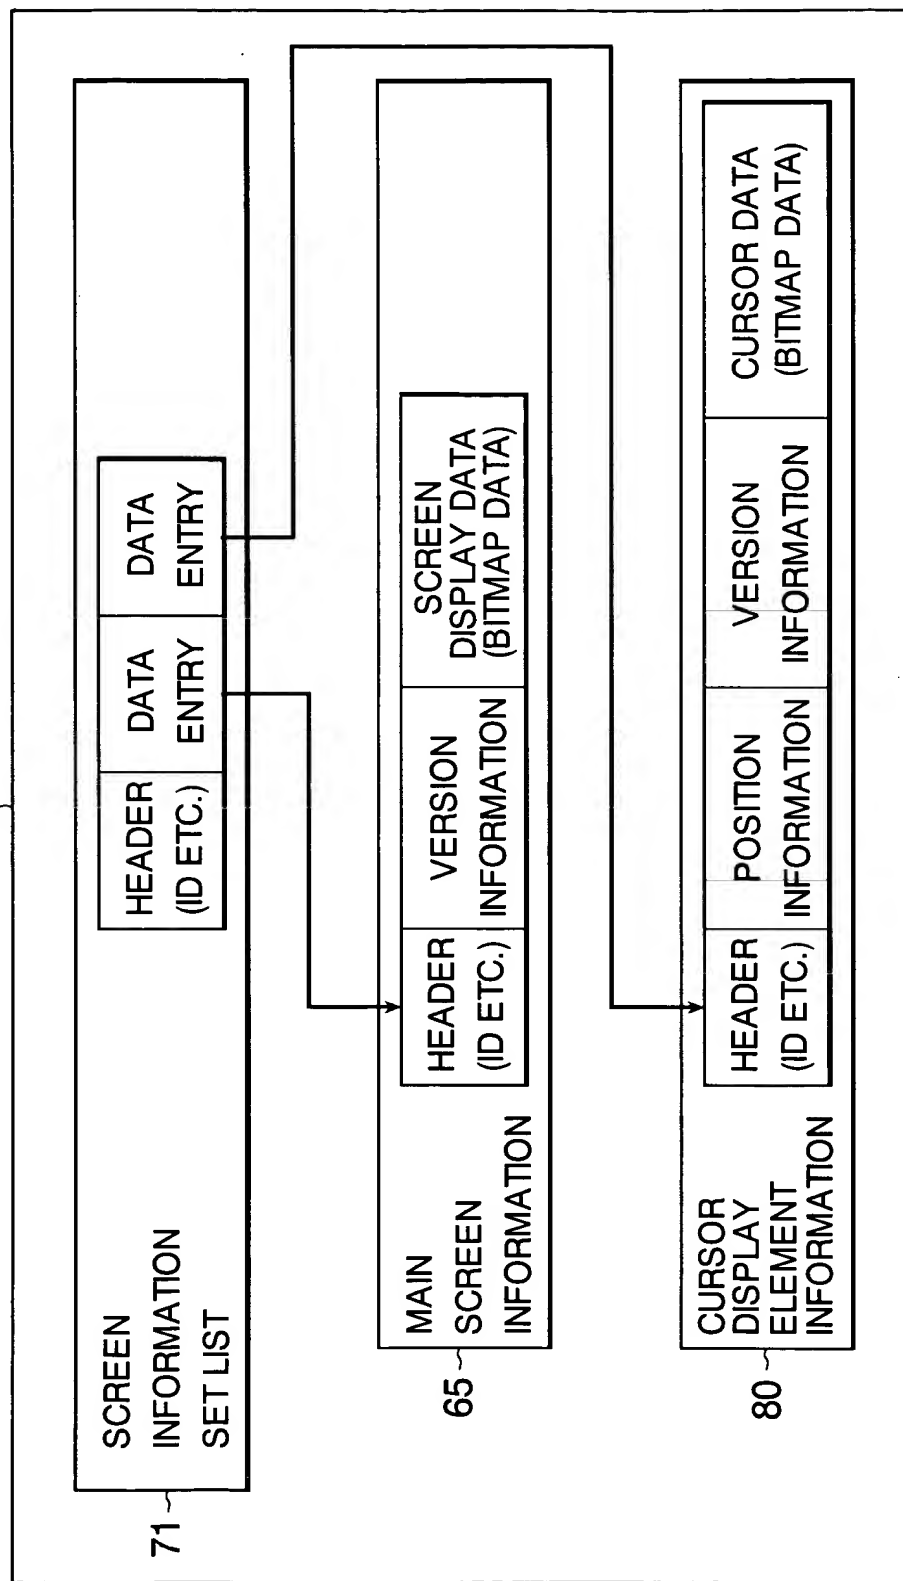 SCREEN
INFORMATION
SET LIST
HEADER
(ID ETC.)
DATA
ENTRY
DATA
ENTRY
71
MAIN
SCREEN
INFORMATION
HEADER
(ID ETC.)
VERSION
INFORMATION
SCREEN
DISPLAY DATA
(BITMAP DATA)
65
CURSOR
DISPLAY
ELEMENT
INFORMATION
HEADER
(ID ETC.)
POSITION
INFORMATION
VERSION
INFORMATION
CURSOR DATA
(BITMAP DATA)
80